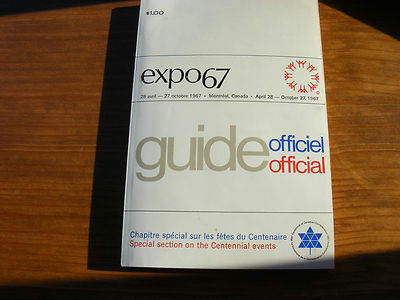 $1.00
expo67
28 avril — 27 octobre 1967 • Montréal, Canada • April 28 — October 27, 1967
guide officiel
official
Chapitre spécial sur les fêtes du Centenaire
Special section on the Centennial events